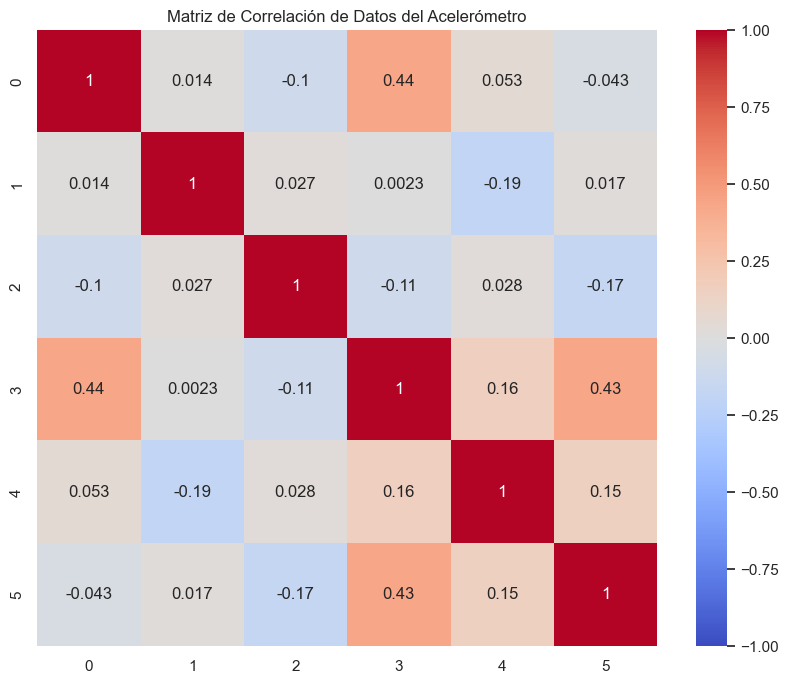 Matriz de Correlación de Datos del Acelerómetro
0 1 0.014 -0.1 0.44 0.053 -0.043
1 0.014 1 0.027 0.0023 -0.19 0.017
2 -0.1 0.027 1 -0.11 0.028 -0.17
3 0.44 0.0023 -0.11 1 0.16 0.43
4 0.053 -0.19 0.028 0.16 1 0.15
5 -0.043 0.017 -0.17 0.43 0.15 1
0 1 2 3 4 5
1.00
0.75
0.50
0.25
0.00
−0.25
−0.50
−0.75
−1.00